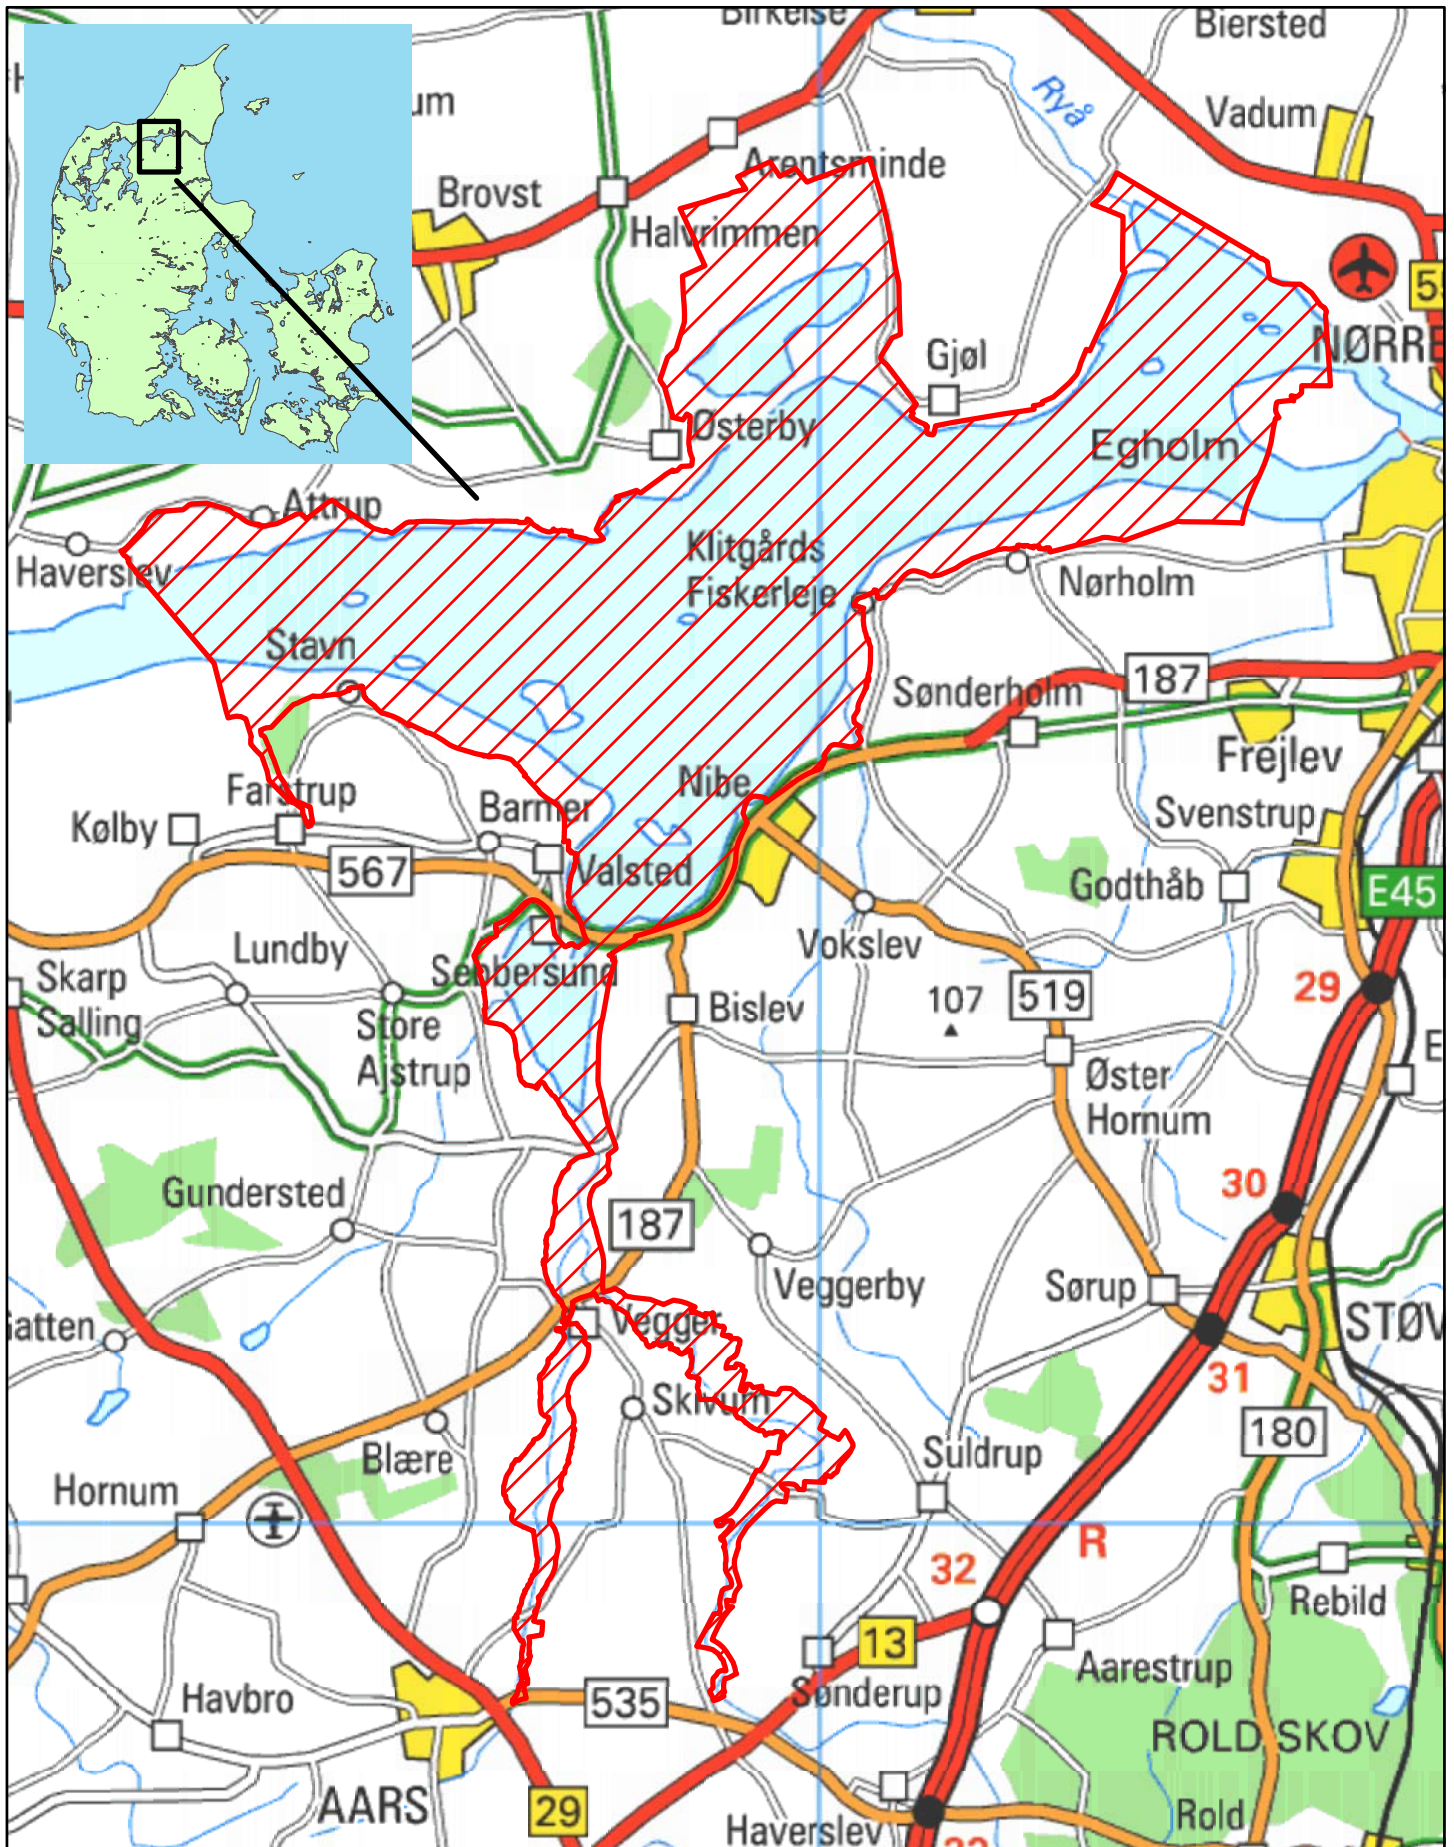 Birkelse
Biersted
Ryå
um
Vadum
Arentsminde
Brovst
Halvrimmen
NØRRE
Gjøl
Østerby
Egholm
Attrup
Haverslev
Klitgårds
Fiskerleje
Nørholm
Stavn
Sønderholm
187
Frejlev
Nibe
Farstrup
Barmer
Svenstrup
Kølby
567
Valsted
Godthåb
E45
Lundby
Sebbersund
Vokslev
Skarp
Salling
Store
Ajstrup
Bislev
107
519
29
Øster
Hornum
Gundersted
187
30
Veggerby
Sørup
Vegger
STØV
31
Skivum
180
Blære
Suldrup
Hornum
32
R
Rebild
13
Aarestrup
Havbro
535
Sønderup
ROLD SKOV
AARS
29
Haverslev
Rold